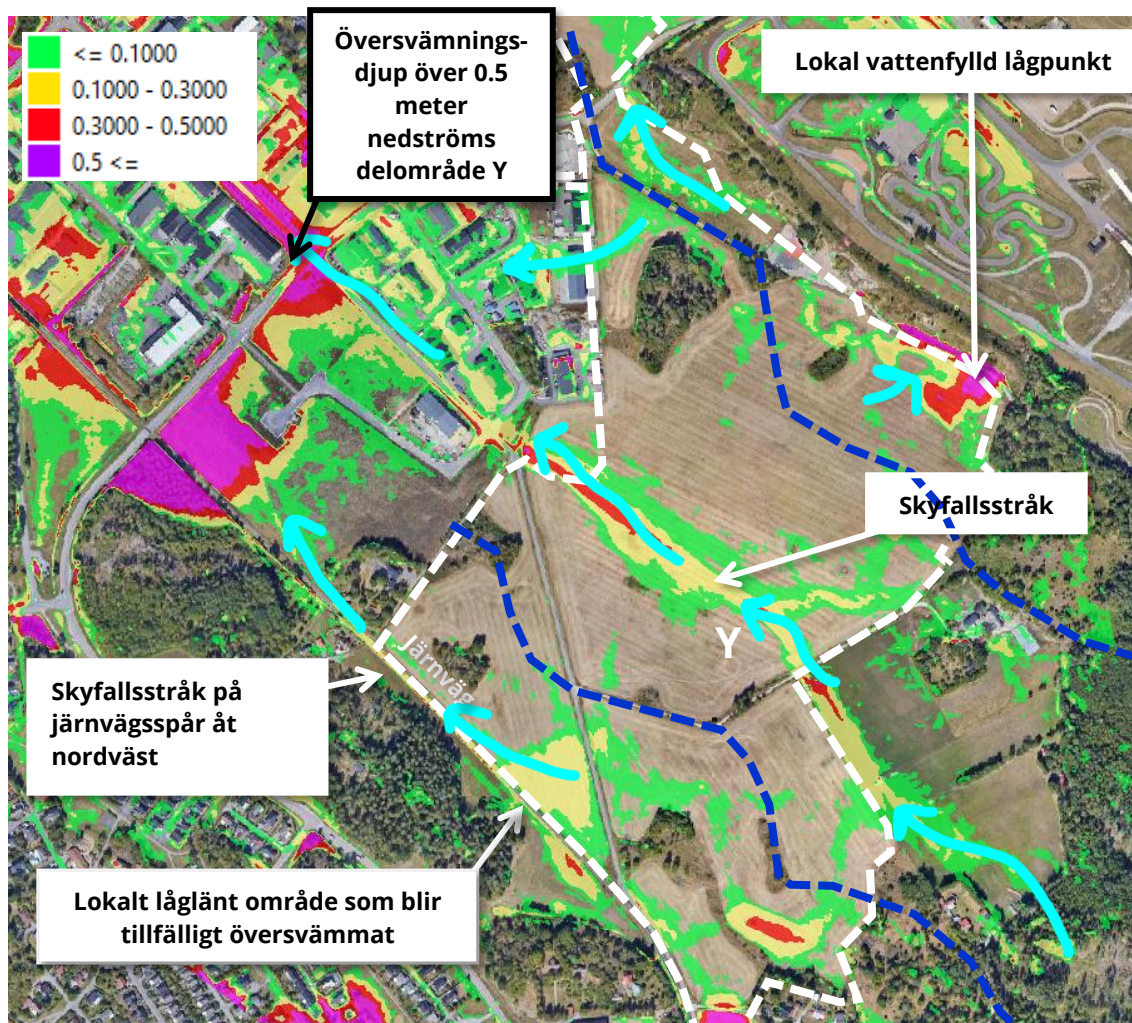 <= 0.1000
0.1000 - 0.3000
0.3000 - 0.5000
0.5 <=
Översvämnings-
djup över 0.5
meter
nedströms
delområde Y
Lokal vattenfylld lågpunkt
Skyfallsstråk
Y
Järnväg
Skyfallsstråk på
järnvägsspår åt
nordväst
Lokalt låglänt område som blir
tillfälligt översvämmat